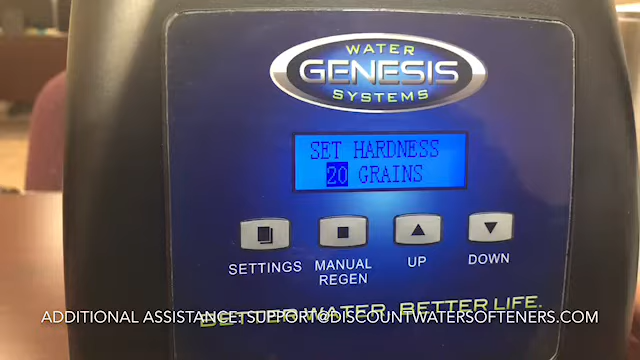 WATER
GENESIS
SYSTEMS
SET HARDNESS
20 GRAINS
SETTINGS
MANUAL
REGEN
UP
DOWN
BETTER WATER. BETTER LIFE.
ADDITIONAL ASSISTANCE: SUPPORT@DISCOUNTWATERSOFTENERS.COM